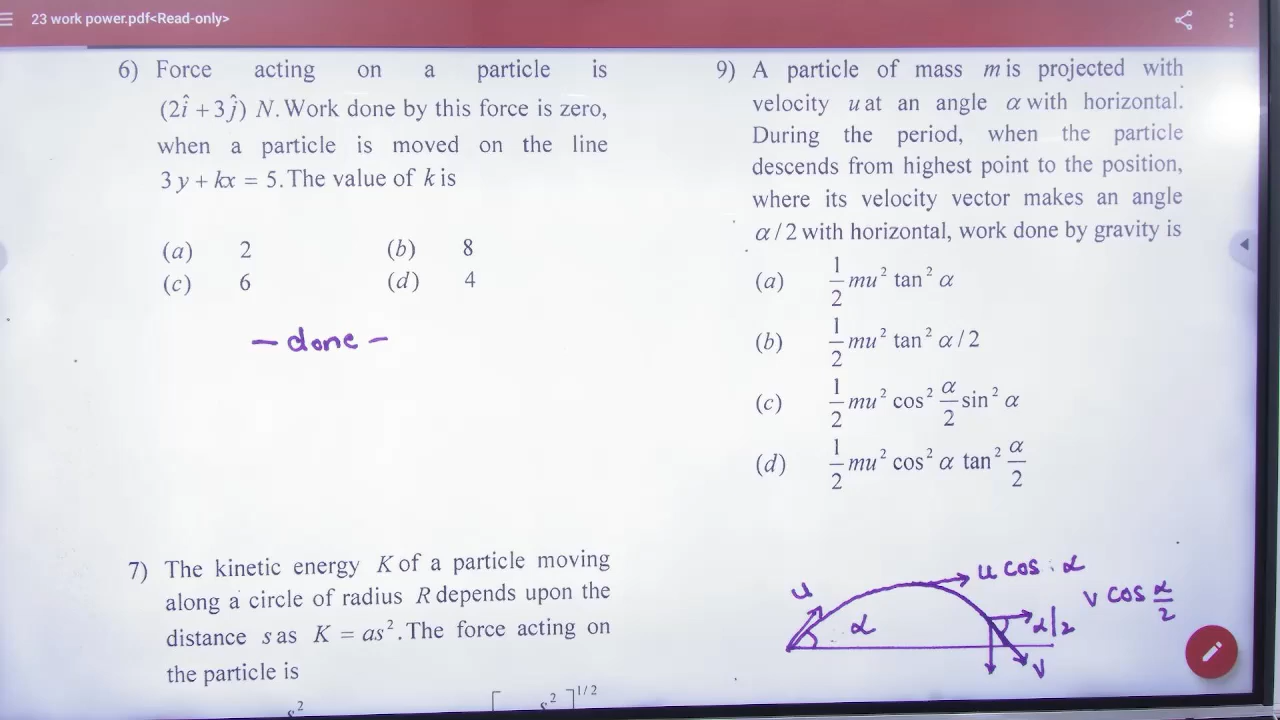 23 work power.pdf<Read-only>
6) Force acting on a particle is
(2î + 3ĵ) N. Work done by this force is zero,
when a particle is moved on the line
3y + kx = 5. The value of k is
(a) 2 (b) 8
(c) 6 (d) 4
— done —
7) The kinetic energy K of a particle moving
along a circle of radius R depends upon the
distance s as K = as². The force acting on
the particle is
s² [ s² ]^1/2
9) A particle of mass m is projected with
velocity u at an angle α with horizontal.
During the period, when the particle
descends from highest point to the position,
where its velocity vector makes an angle
α/2 with horizontal, work done by gravity is
(a) 1/2 mu² tan² α
(b) 1/2 mu² tan² α/2
(c) 1/2 mu² cos² α/2 sin² α
(d) 1/2 mu² cos² α tan² α/2
u cos α
u
v cos α/2
α
α/2
v